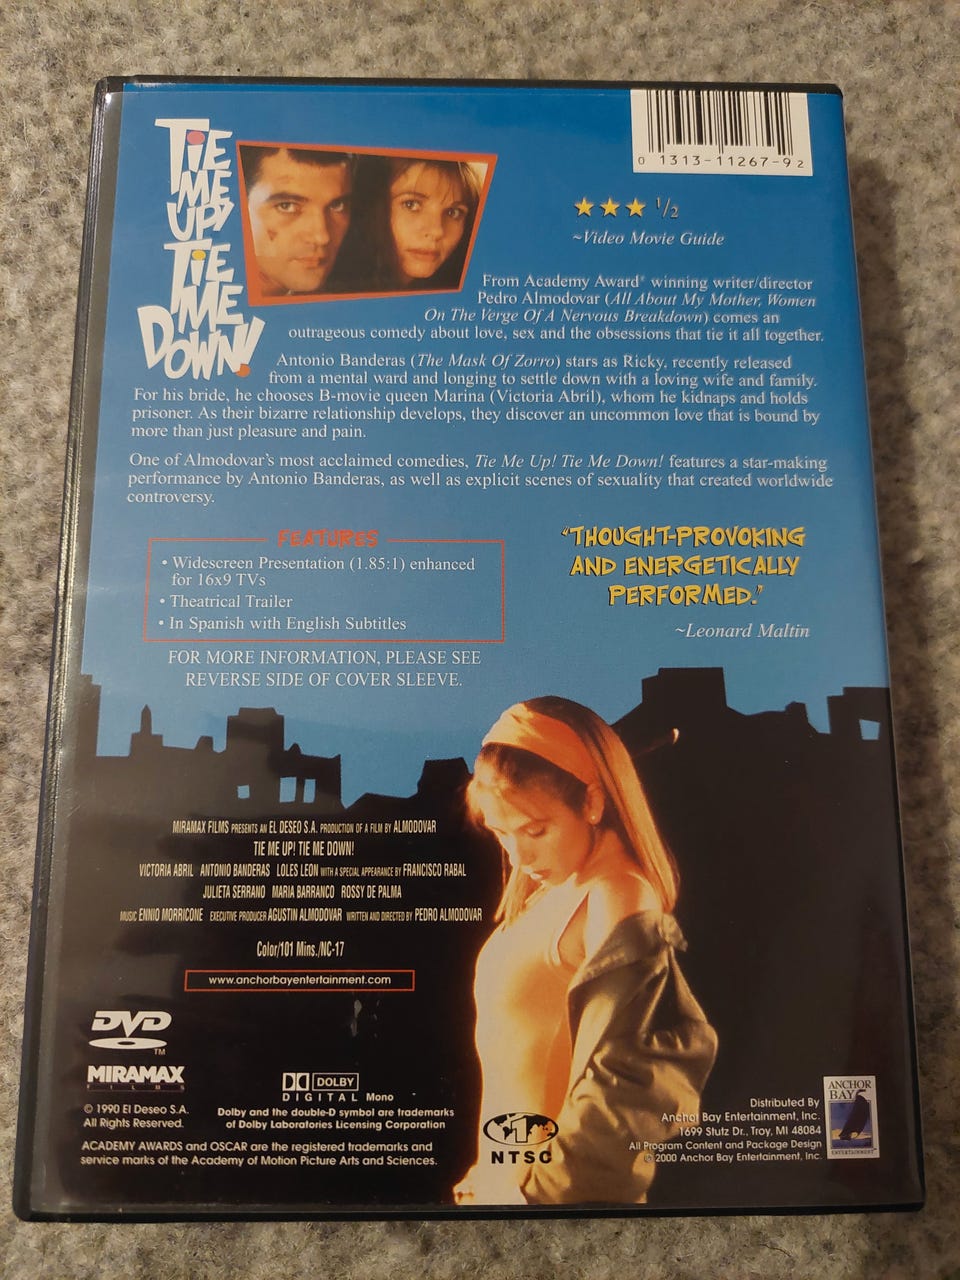 TiE
ME
UP!
TiE
ME
DOWN!
0 1313-11267-9 2
1/2
~Video Movie Guide
From Academy Award® winning writer/director
Pedro Almodovar (All About My Mother, Women
On The Verge Of A Nervous Breakdown) comes an
outrageous comedy about love, sex and the obsessions that tie it all together.
Antonio Banderas (The Mask Of Zorro) stars as Ricky, recently released
from a mental ward and longing to settle down with a loving wife and family.
For his bride, he chooses B-movie queen Marina (Victoria Abril), whom he kidnaps and holds
prisoner. As their bizarre relationship develops, they discover an uncommon love that is bound by
more than just pleasure and pain.
One of Almodovar's most acclaimed comedies, Tie Me Up! Tie Me Down! features a star-making
performance by Antonio Banderas, as well as explicit scenes of sexuality that created worldwide
controversy.
FEATURES
• Widescreen Presentation (1.85:1) enhanced
for 16x9 TVs
• Theatrical Trailer
• In Spanish with English Subtitles
FOR MORE INFORMATION, PLEASE SEE
REVERSE SIDE OF COVER SLEEVE.
"THOUGHT-PROVOKING
AND ENERGETICALLY
PERFORMED."
~Leonard Maltin
MIRAMAX FILMS PRESENTS AN EL DESEO S.A. PRODUCTION OF A FILM BY ALMODOVAR
TIE ME UP! TIE ME DOWN!
VICTORIA ABRIL ANTONIO BANDERAS LOLES LEON WITH A SPECIAL APPEARANCE BY FRANCISCO RABAL
JULIETA SERRANO MARIA BARRANCO ROSSY DE PALMA
MUSIC ENNIO MORRICONE EXECUTIVE PRODUCER AGUSTIN ALMODOVAR WRITTEN AND DIRECTED BY PEDRO ALMODOVAR
Color/101 Mins./NC-17
www.anchorbayentertainment.com
DVD
TM
MIRAMAX
FILMS
© 1990 El Deseo S.A.
All Rights Reserved.
DOLBY
DIGITAL Mono
Dolby and the double-D symbol are trademarks
of Dolby Laboratories Licensing Corporation
ACADEMY AWARDS and OSCAR are the registered trademarks and
service marks of the Academy of Motion Picture Arts and Sciences.
1
NTSC
Distributed By
Anchor Bay Entertainment, Inc.
1699 Stutz Dr., Troy, MI 48084
All Program Content and Package Design
© 2000 Anchor Bay Entertainment, Inc.
ANCHOR
BAY
ENTERTAINMENT